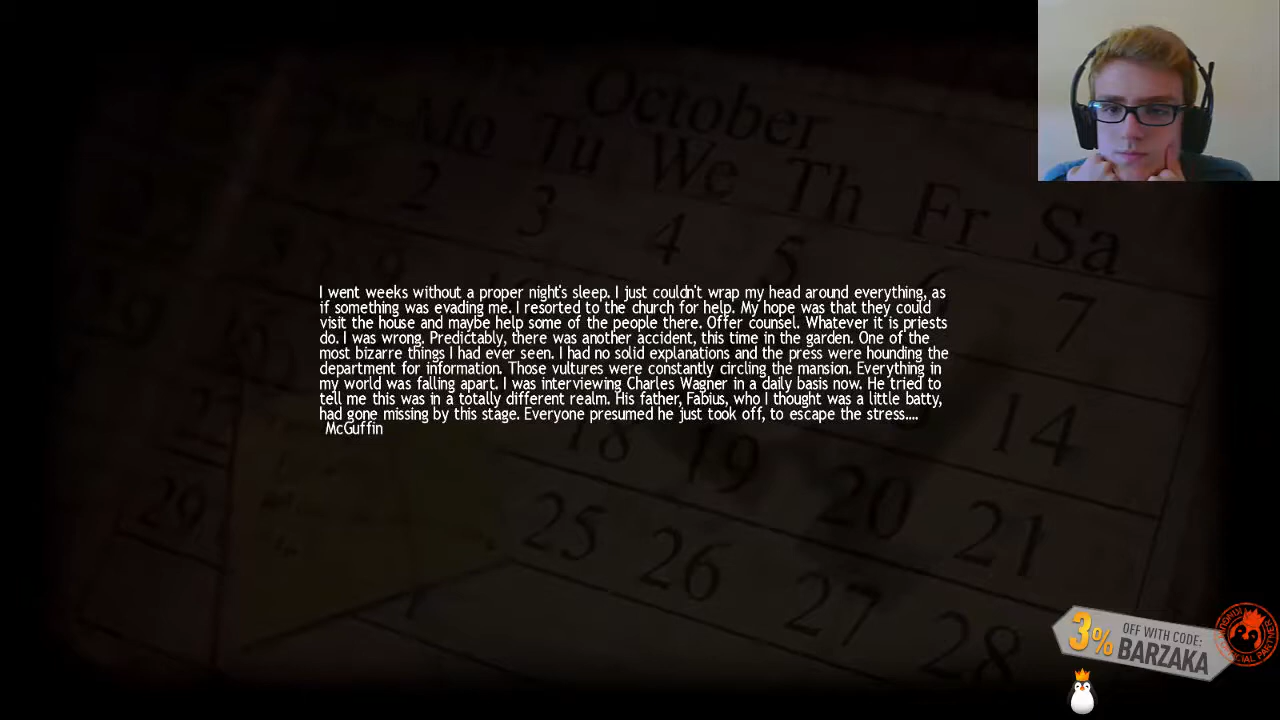 October
Mo Tu We Th Fr Sa
2 3 4 5 6 7
I went weeks without a proper night's sleep. I just couldn't wrap my head around everything, as
if something was evading me. I resorted to the church for help. My hope was that they could
visit the house and maybe help some of the people there. Offer counsel. Whatever it is priests
do. I was wrong. Predictably, there was another accident, this time in the garden. One of the
most bizarre things I had ever seen. I had no solid explanations and the press were hounding the
department for information. Those vultures were constantly circling the mansion. Everything in
my world was falling apart. I was interviewing Charles Wagner in a daily basis now. He tried to
tell me this was in a totally different realm. His father, Fabius, who I thought was a little batty,
had gone missing by this stage. Everyone presumed he just took off, to escape the stress....
McGuffin
14
18 19 20 21
29
25 26 27 28
3% OFF WITH CODE:
BARZAKA
KINGUIN OFFICIAL PARTNER